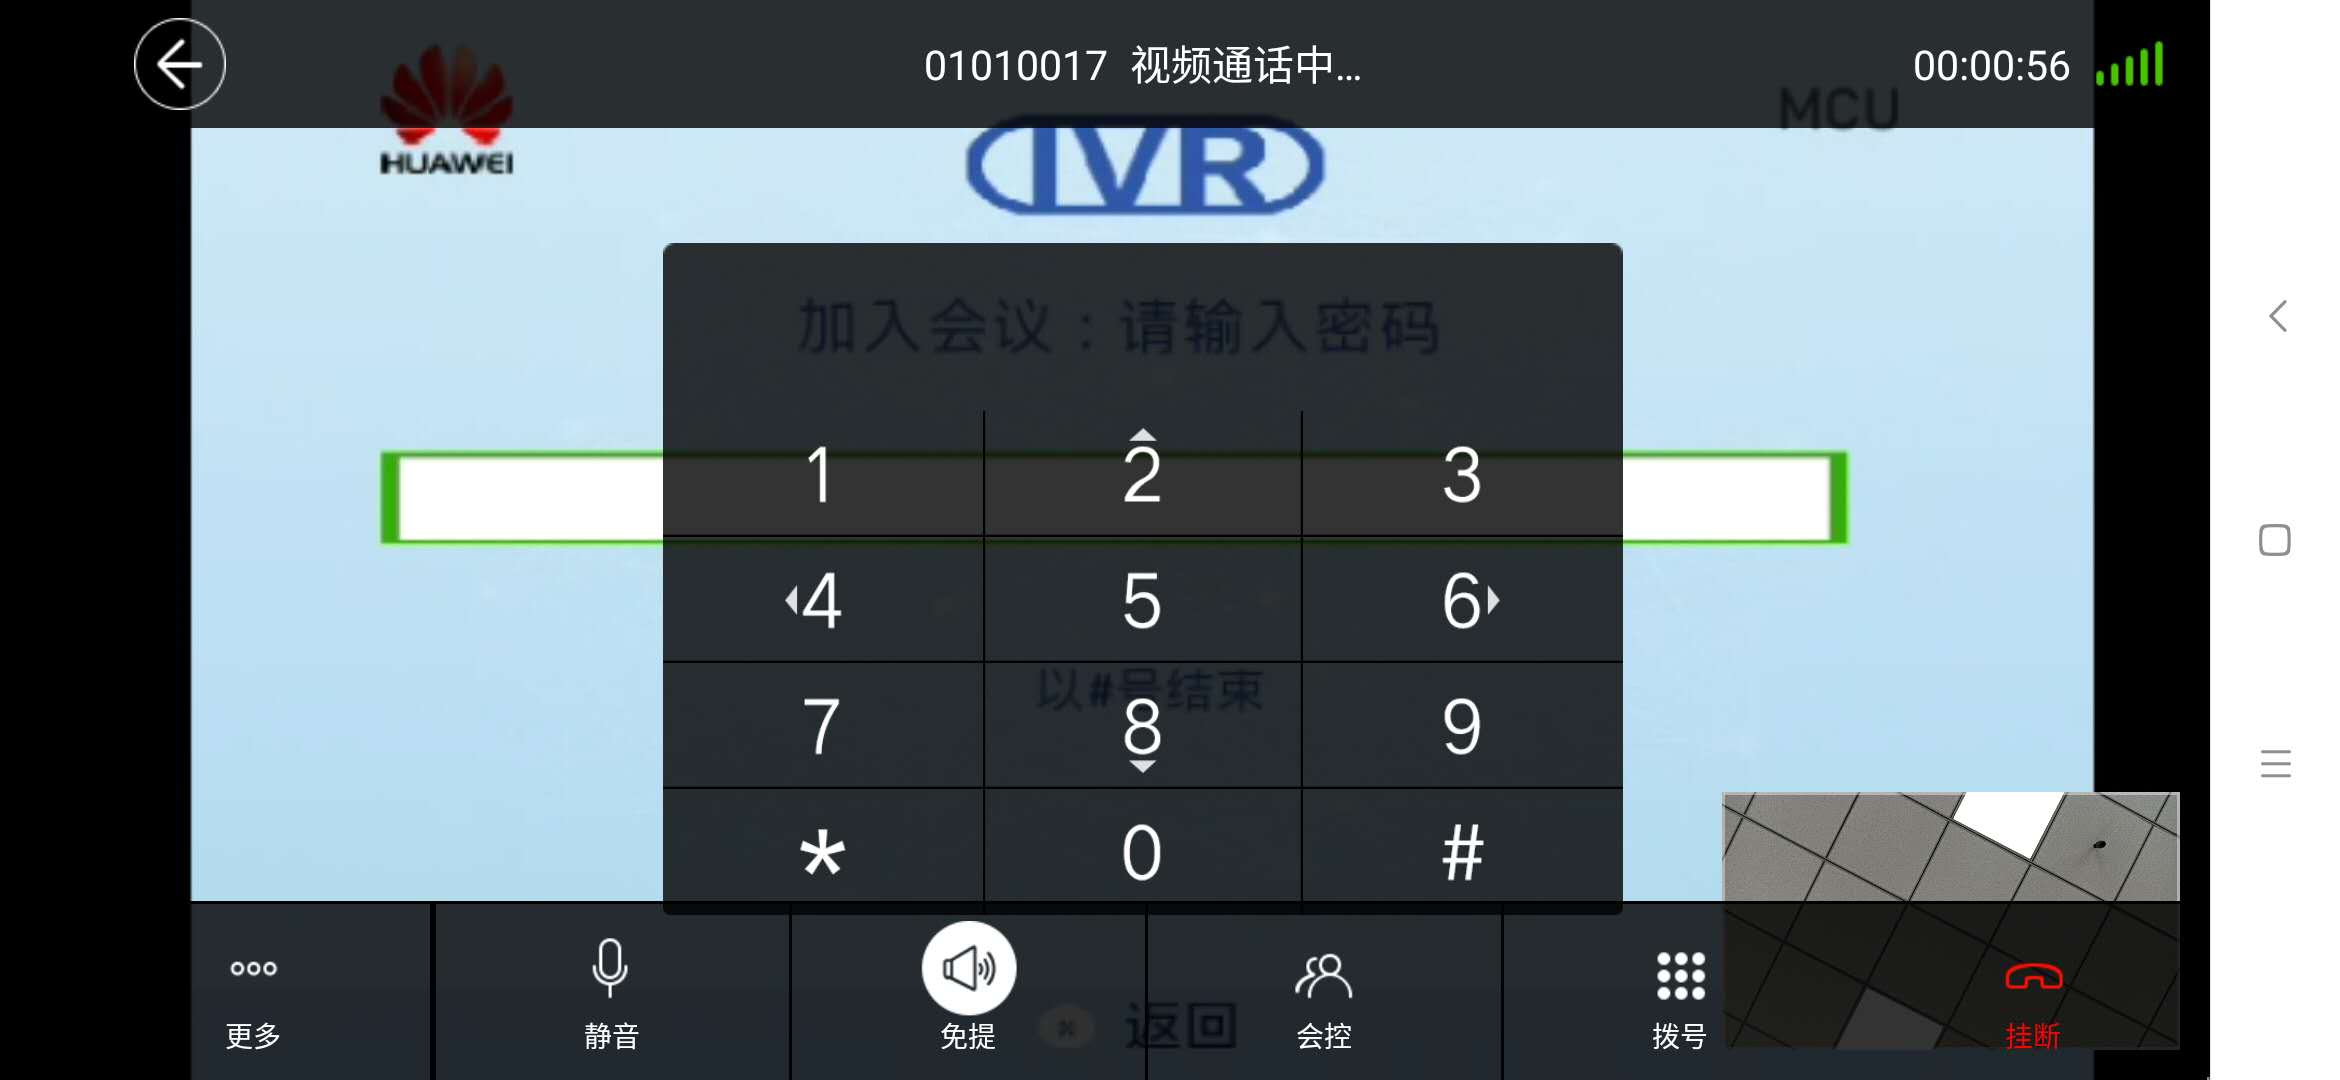 01010017 视频通话中...
00:00:56
MCU
HUAWEI
IVR
加入会议：请输入密码
1 2 3
4 5 6
以#号结束
7 8 9
* 0 #
返回
更多 静音 免提 会控 拨号 挂断